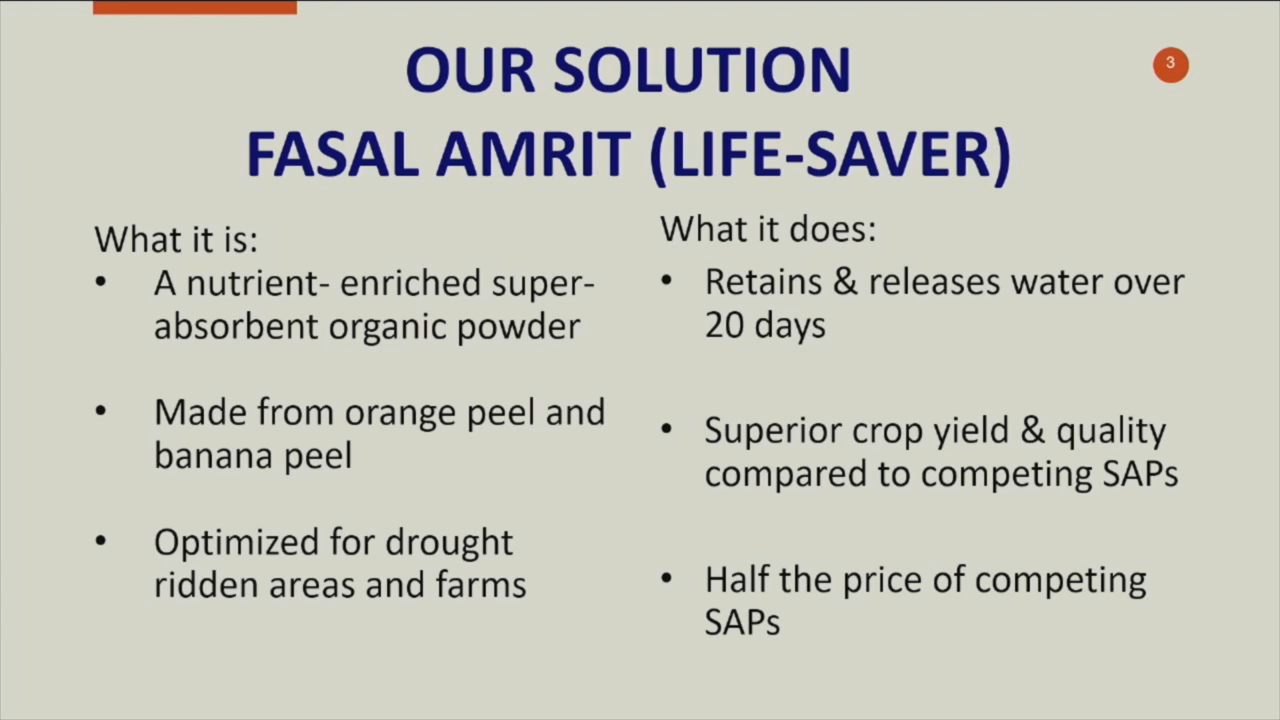 OUR SOLUTION
3
FASAL AMRIT (LIFE-SAVER)
What it is:
• A nutrient- enriched super-
absorbent organic powder
• Made from orange peel and
banana peel
• Optimized for drought
ridden areas and farms
What it does:
• Retains & releases water over
20 days
• Superior crop yield & quality
compared to competing SAPs
• Half the price of competing
SAPs